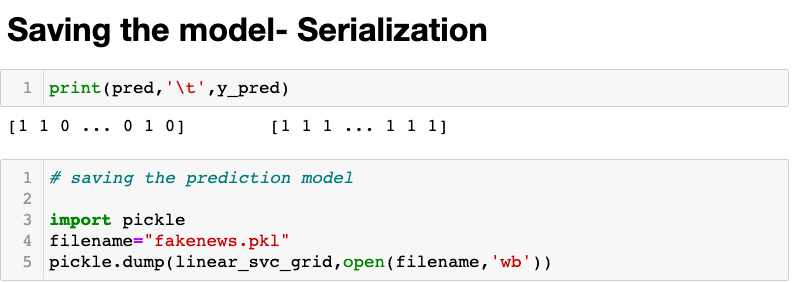 Saving the model- Serialization
1 print(pred,'\t',y_pred)
[1 1 0 ... 0 1 0]        [1 1 1 ... 1 1 1]
1 # saving the prediction model
2
3 import pickle
4 filename="fakenews.pkl"
5 pickle.dump(linear_svc_grid,open(filename,'wb'))